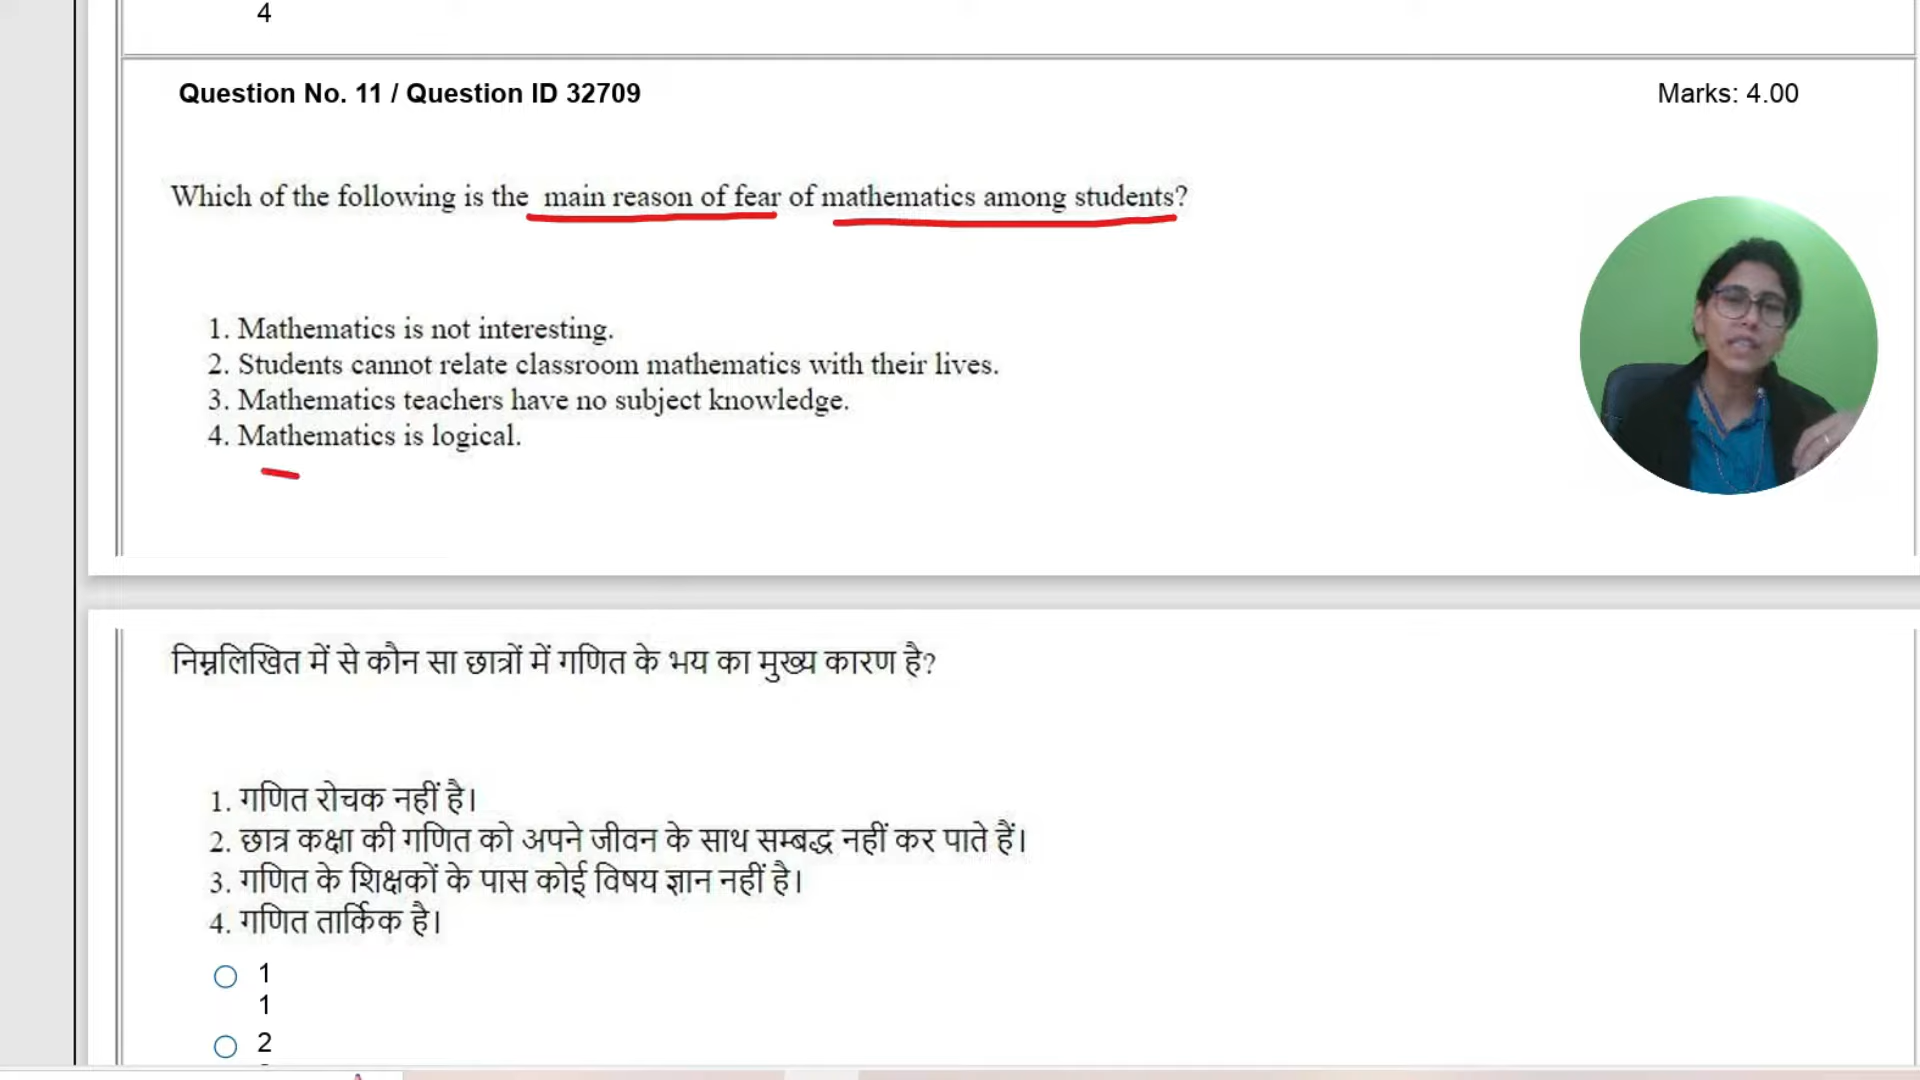 4
Question No. 11 / Question ID 32709
Marks: 4.00
Which of the following is the main reason of fear of mathematics among students?
1. Mathematics is not interesting.
2. Students cannot relate classroom mathematics with their lives.
3. Mathematics teachers have no subject knowledge.
4. Mathematics is logical.
निम्नलिखित में से कौन सा छात्रों में गणित के भय का मुख्य कारण है?
1. गणित रोचक नहीं है।
2. छात्र कक्षा की गणित को अपने जीवन के साथ सम्बद्ध नहीं कर पाते हैं।
3. गणित के शिक्षकों के पास कोई विषय ज्ञान नहीं है।
4. गणित तार्किक है।
1
1
2